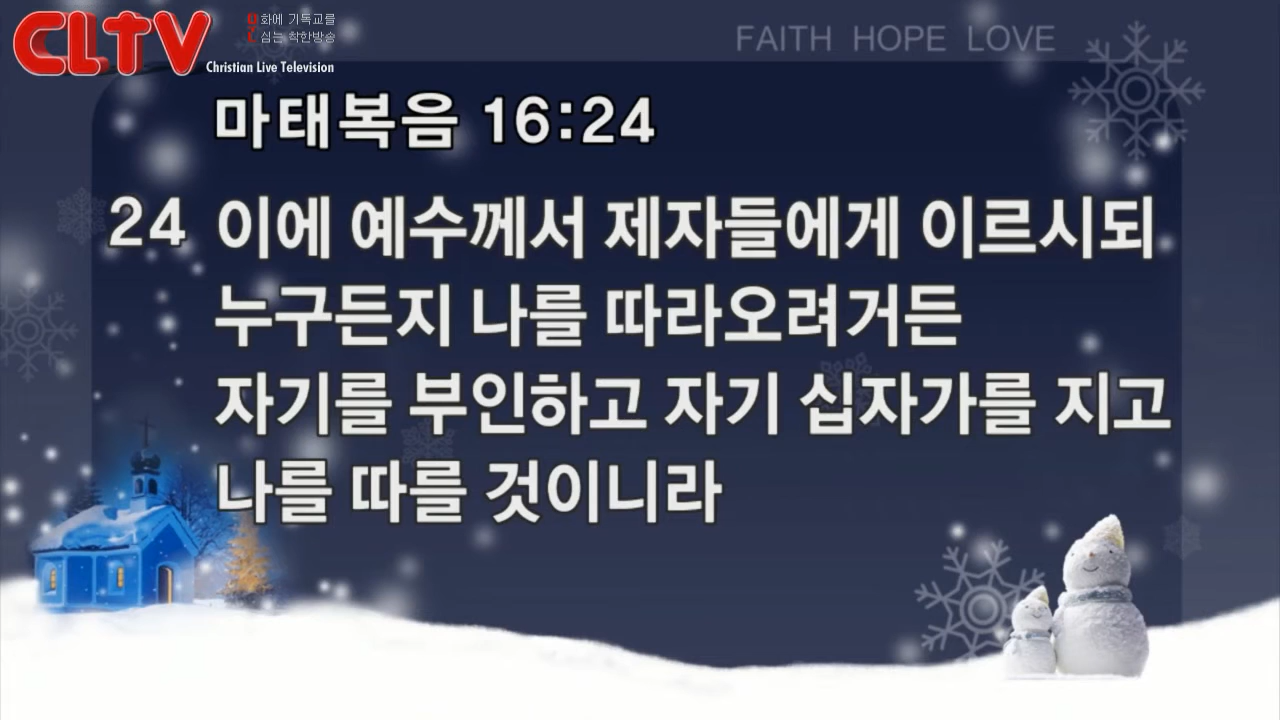 CLTV
화에 기독교를
심는 착한방송
Christian Live Television
FAITH HOPE LOVE
마태복음 16:24
24 이에 예수께서 제자들에게 이르시되
누구든지 나를 따라오려거든
자기를 부인하고 자기 십자가를 지고
나를 따를 것이니라